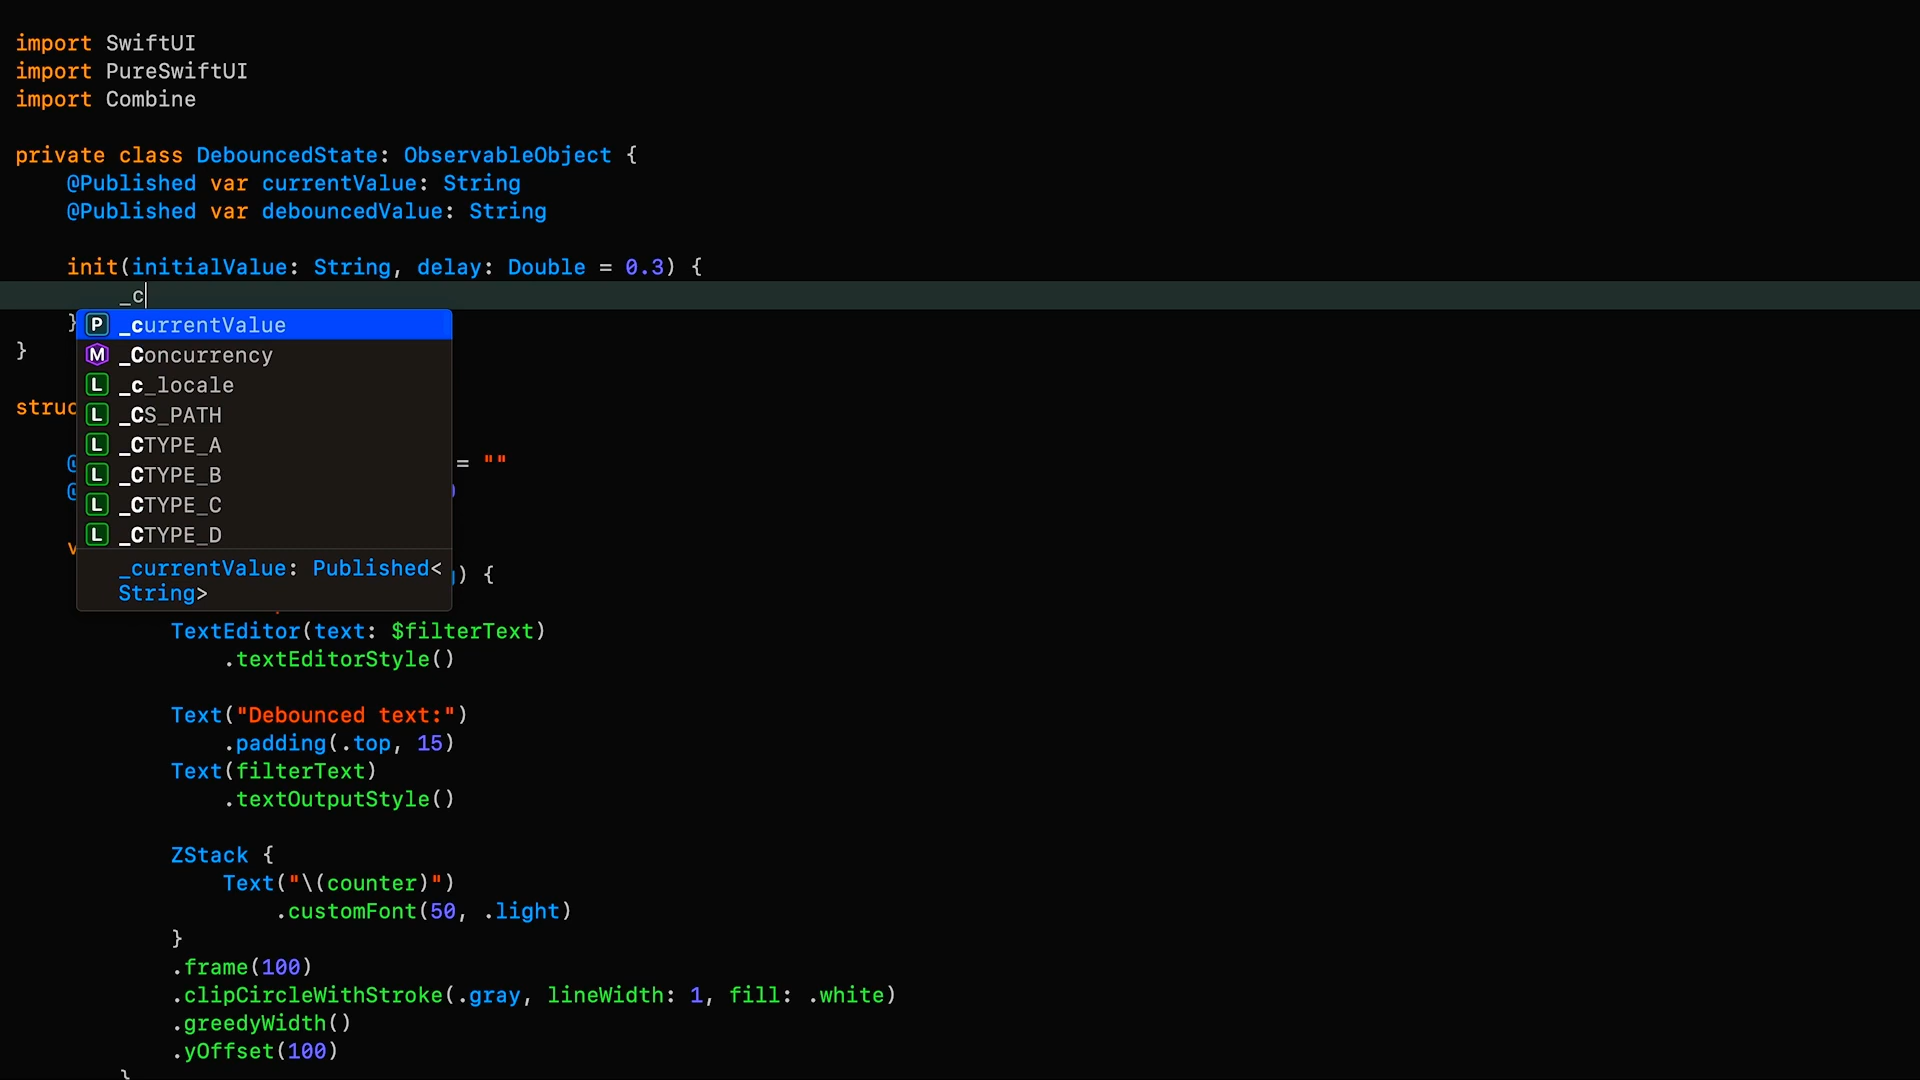 import SwiftUI
import PureSwiftUI
import Combine
private class DebouncedState: ObservableObject {
@Published var currentValue: String
@Published var debouncedValue: String
init(initialValue: String, delay: Double = 0.3) {
_c
}
P _currentValue
M _Concurrency
}
L _c_locale
struc
L _CS_PATH
L _CTYPE_A
@
= ""
L _CTYPE_B
@
L _CTYPE_C
L _CTYPE_D
v
_currentValue: Published<
String>
) {
TextEditor(text: $filterText)
.textEditorStyle()
Text("Debounced text:")
.padding(.top, 15)
Text(filterText)
.textOutputStyle()
ZStack {
Text("\(counter)")
.customFont(50, .light)
}
.frame(100)
.clipCircleWithStroke(.gray, lineWidth: 1, fill: .white)
.greedyWidth()
.yOffset(100)
}